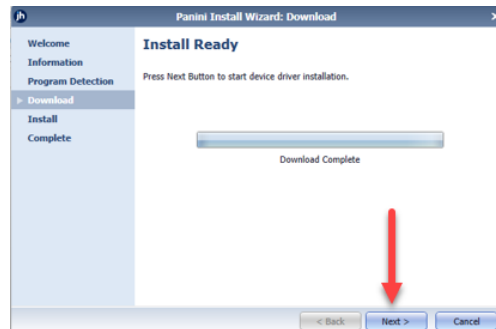 jh
Panini Install Wizard: Download
Welcome
Information
Program Detection
Download
Install
Complete
Install Ready
Press Next Button to start device driver installation.
Download Complete
< Back
Next >
Cancel